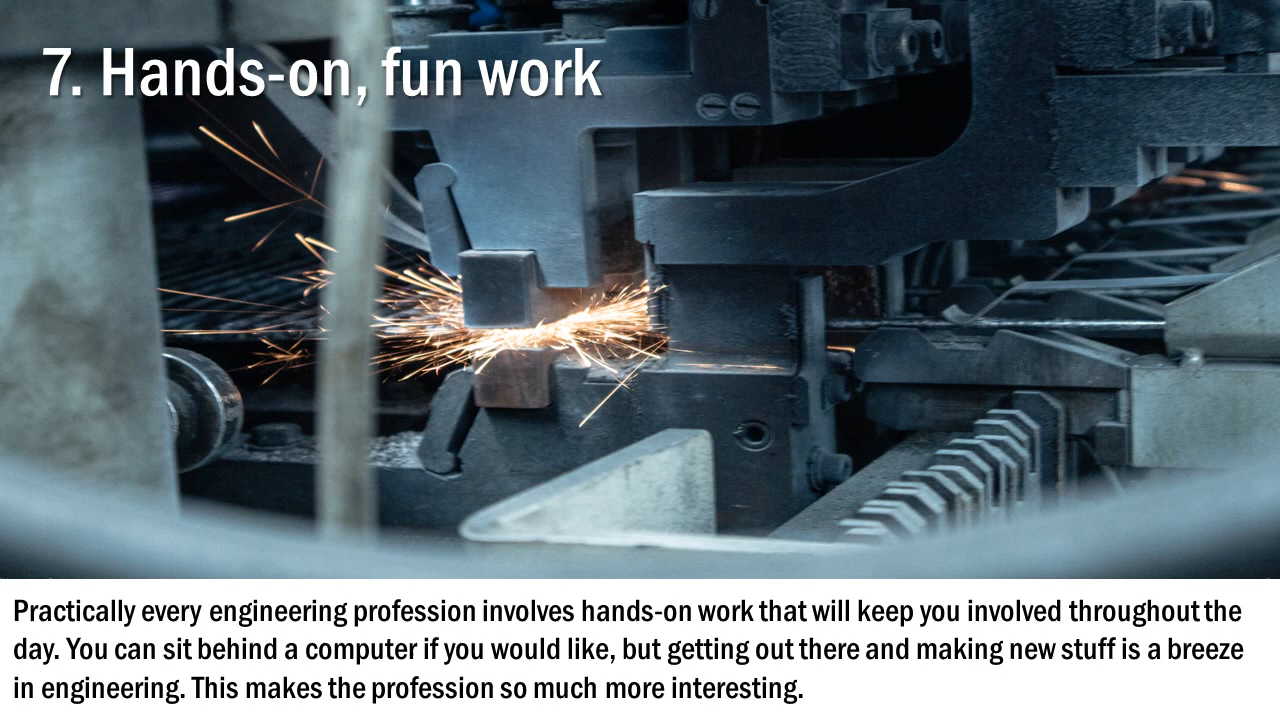 7. Hands-on, fun work
Practically every engineering profession involves hands-on work that will keep you involved throughout the
day. You can sit behind a computer if you would like, but getting out there and making new stuff is a breeze
in engineering. This makes the profession so much more interesting.